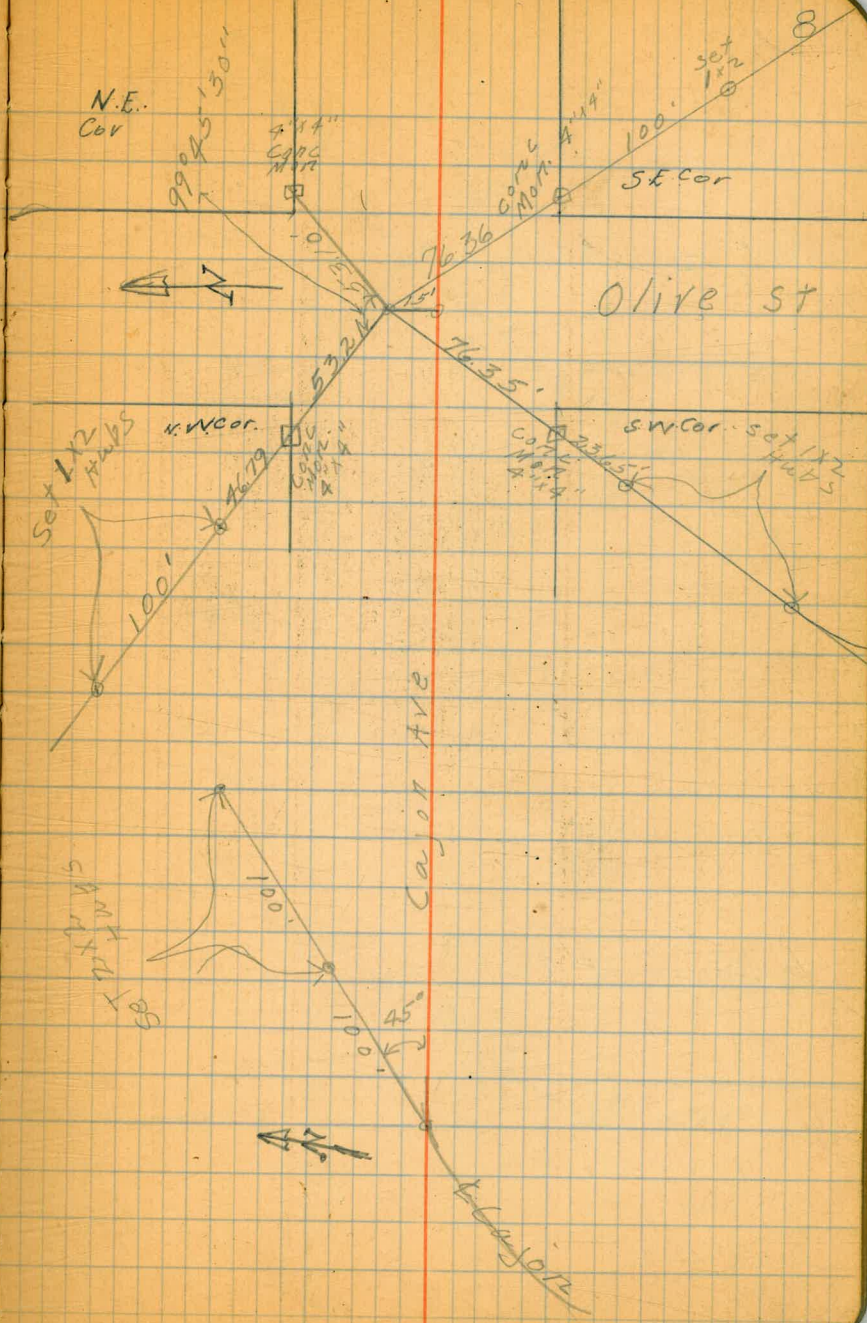 8
N.E.
Cor
99° 45' 30"
4"x4"
Conc
Mon
Set
1x2
100'
Conc
Mon. 4"x4"
S.E. Cor
76.36
15'
N
Olive St
53.21
76.35'
N.W. Cor.
Conc
Mon.
4"x4"
S.W. Cor.
Conc.
Mon.
4"x4"
23.65'
Set 1x2
Hubs
Set 1x2
Hubs
46.79
100'
Cajon Ave
100'
Set 2x2
Hubs
100'
45°
N.
℄ Cajon